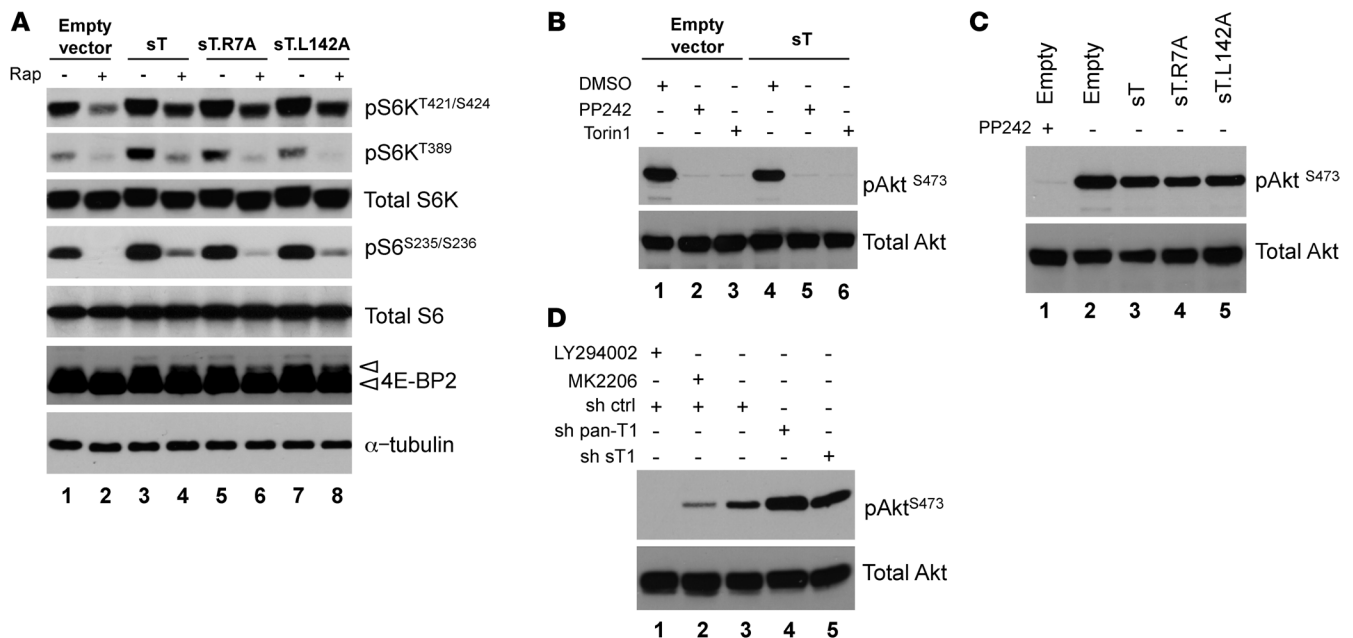 A
Empty vector sT sT.R7A sT.L142A
Rap - + - + - + - +
pS6K^T421/S424
pS6K^T389
Total S6K
pS6^S235/S236
Total S6
4E-BP2
α-tubulin
1 2 3 4 5 6 7 8
B
Empty vector sT
DMSO + - - + - -
PP242 - + - - + -
Torin1 - - + - - +
pAkt S473
Total Akt
1 2 3 4 5 6
C
Empty Empty sT sT.R7A sT.L142A
PP242 + - - - -
pAkt S473
Total Akt
1 2 3 4 5
D
LY294002 + - - - -
MK2206 - + - - -
sh ctrl + + + - -
sh pan-T1 - - - + -
sh sT1 - - - - +
pAkt^S473
Total Akt
1 2 3 4 5